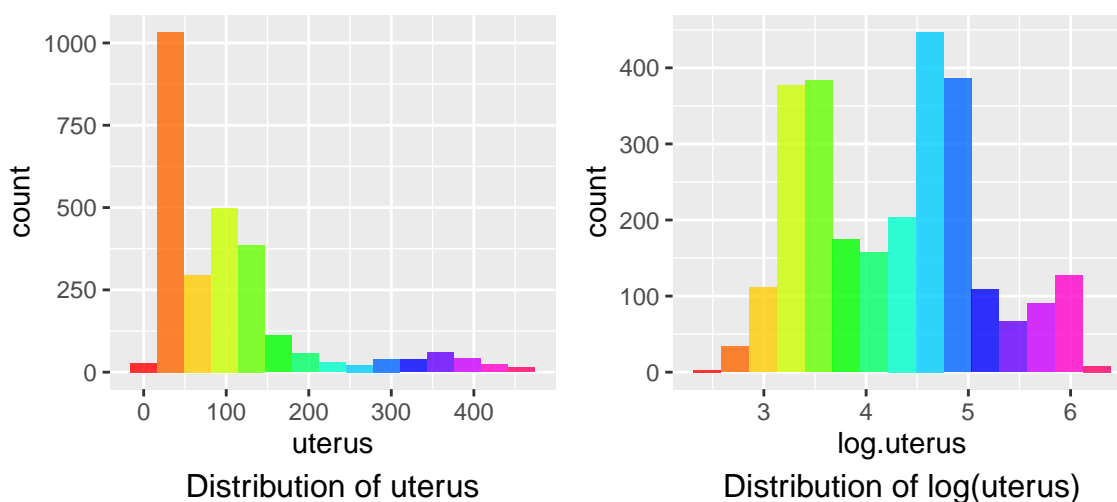 count
1000
750
500
250
0
0 100 200 300 400
uterus
Distribution of uterus
count
400
300
200
100
0
3 4 5 6
log.uterus
Distribution of log(uterus)